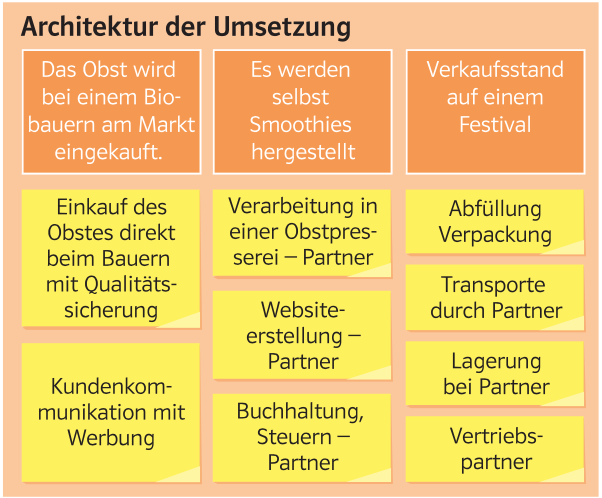 Architektur der Umsetzung
Das Obst wird
bei einem Bio-
bauern am Markt
eingekauft.
Es werden
selbst
Smoothies
hergestellt
Verkaufsstand
auf einem
Festival
Einkauf des
Obstes direkt
beim Bauern
mit Qualitäts-
sicherung
Kundenkom-
munikation mit
Werbung
Verarbeitung in
einer Obstpres-
serei – Partner
Website-
erstellung –
Partner
Buchhaltung,
Steuern –
Partner
Abfüllung
Verpackung
Transporte
durch Partner
Lagerung
bei Partner
Vertriebs-
partner